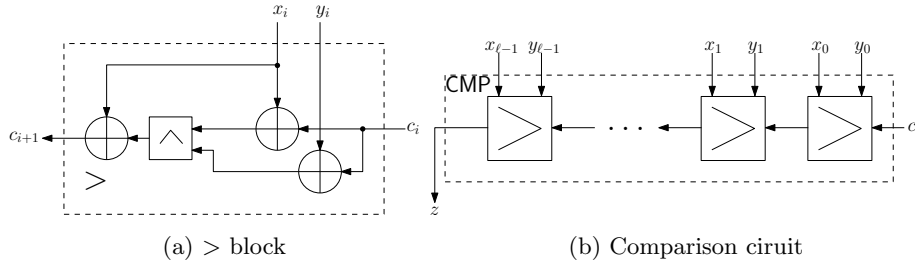 x_i y_i
c_{i+1} ∧ c_i
>
(a) > block
x_{ℓ−1} y_{ℓ−1} x_1 y_1 x_0 y_0
CMP
> · · · > > c
z
(b) Comparison ciruit